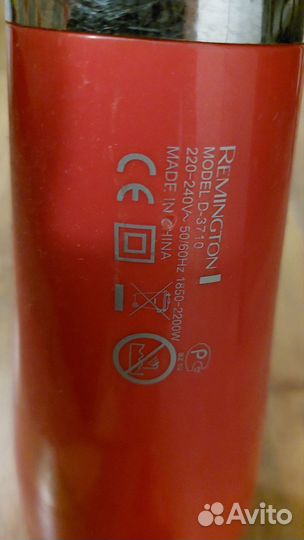 REMINGTON
MODEL D-3710
220-240V~ 50/60Hz 1850-2200W
MADE IN CHINA
CE
Avito